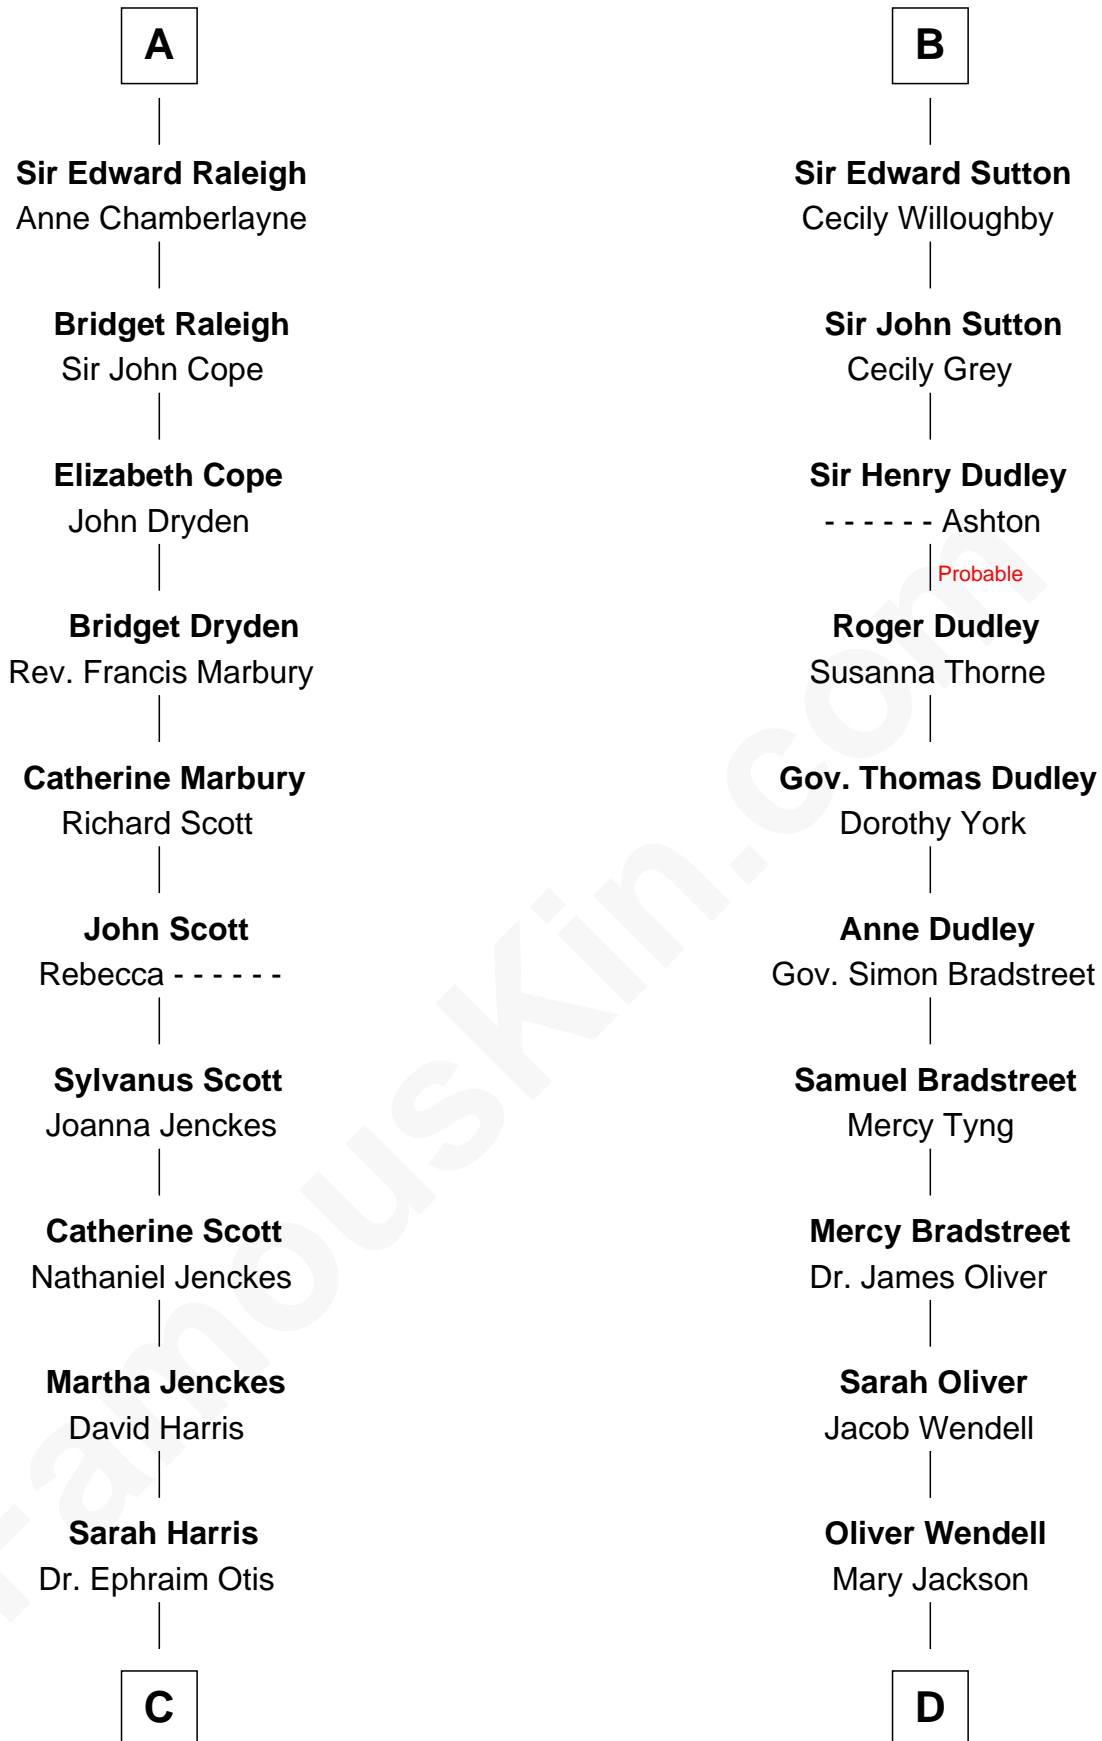 A
Sir Edward Raleigh
Anne Chamberlayne
Bridget Raleigh
Sir John Cope
Elizabeth Cope
John Dryden
Bridget Dryden
Rev. Francis Marbury
Catherine Marbury
Richard Scott
John Scott
Rebecca - - - - - -
Sylvanus Scott
Joanna Jenckes
Catherine Scott
Nathaniel Jenckes
Martha Jenckes
David Harris
Sarah Harris
Dr. Ephraim Otis
C
B
Sir Edward Sutton
Cecily Willoughby
Sir John Sutton
Cecily Grey
Sir Henry Dudley
- - - - - - Ashton
Probable
Roger Dudley
Susanna Thorne
Gov. Thomas Dudley
Dorothy York
Anne Dudley
Gov. Simon Bradstreet
Samuel Bradstreet
Mercy Tyng
Mercy Bradstreet
Dr. James Oliver
Sarah Oliver
Jacob Wendell
Oliver Wendell
Mary Jackson
D
FamousKin.com